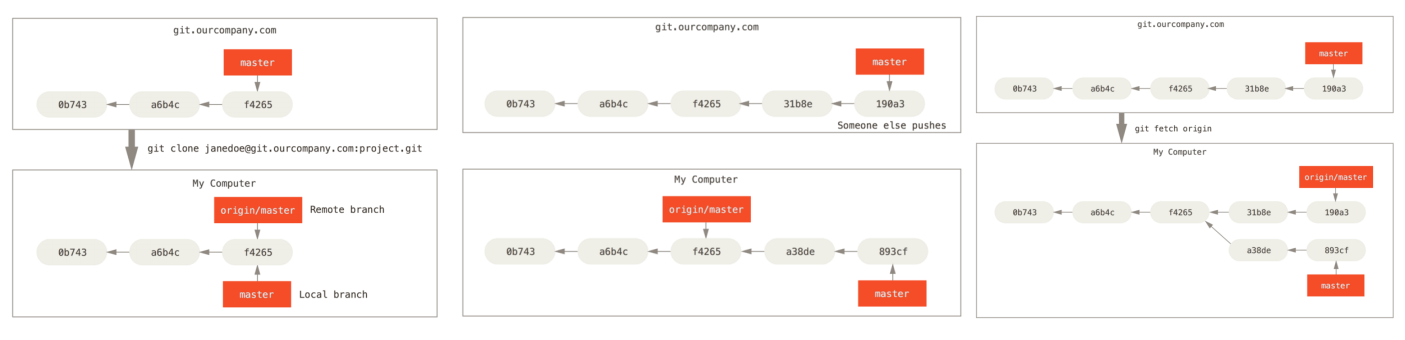 git.ourcompany.com
master
0b743 a6b4c f4265
git clone janedoe@git.ourcompany.com:project.git
My Computer
origin/master Remote branch
0b743 a6b4c f4265
master Local branch
git.ourcompany.com
master
0b743 a6b4c f4265 31b8e 190a3
Someone else pushes
My Computer
origin/master
0b743 a6b4c f4265 a38de 893cf
master
git.ourcompany.com
master
0b743 a6b4c f4265 31b8e 190a3
git fetch origin
My Computer
origin/master
0b743 a6b4c f4265 31b8e 190a3
a38de 893cf
master